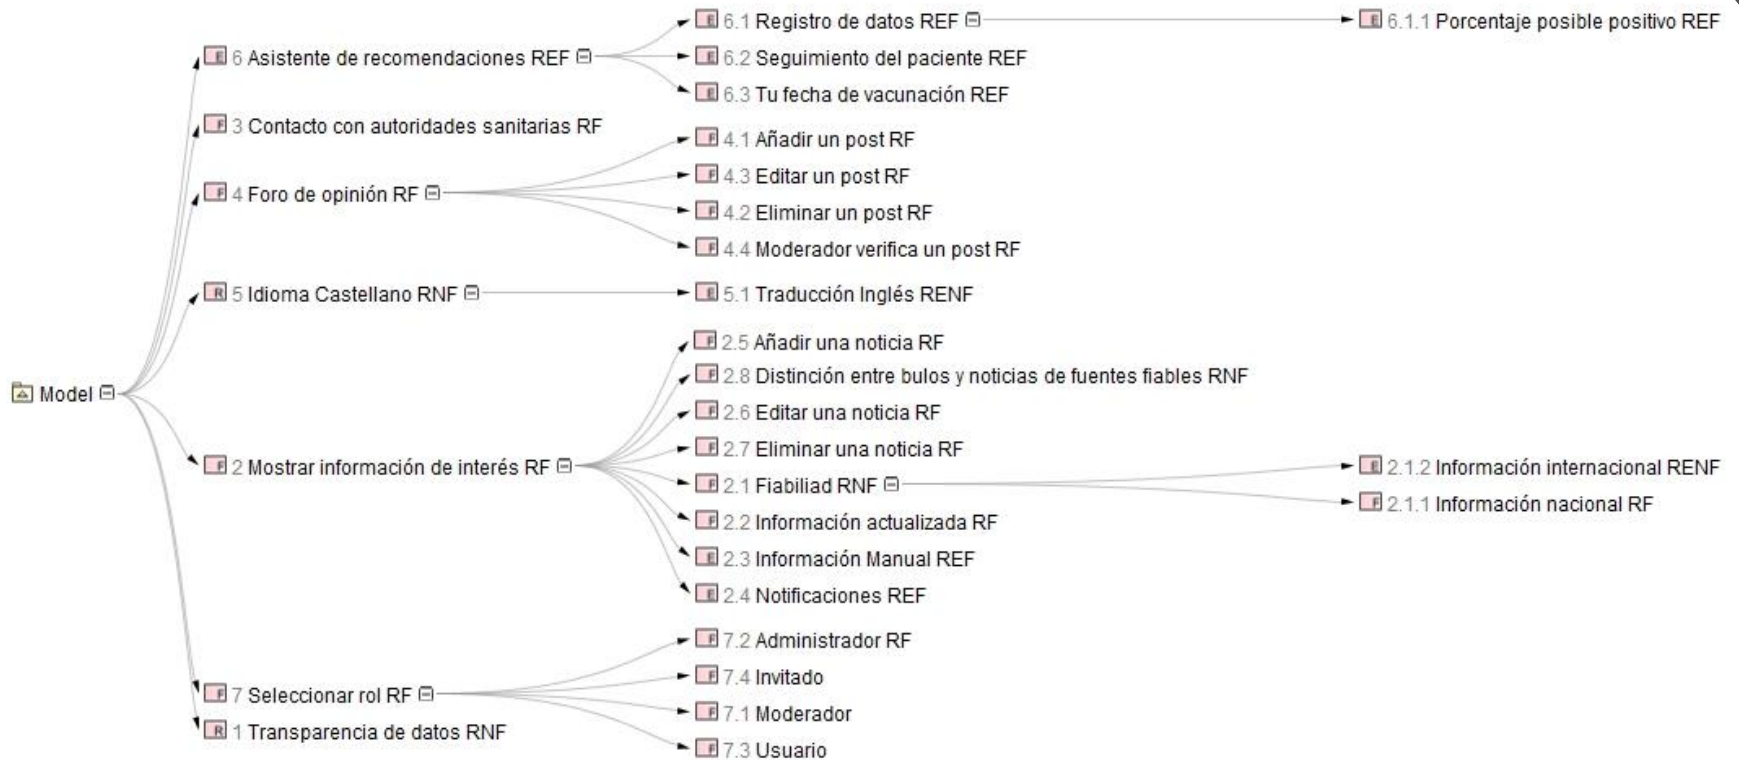 Model
6 Asistente de recomendaciones REF
6.1 Registro de datos REF
6.1.1 Porcentaje posible positivo REF
6.2 Seguimiento del paciente REF
6.3 Tu fecha de vacunación REF
3 Contacto con autoridades sanitarias RF
4 Foro de opinión RF
4.1 Añadir un post RF
4.3 Editar un post RF
4.2 Eliminar un post RF
4.4 Moderador verifica un post RF
5 Idioma Castellano RNF
5.1 Traducción Inglés RENF
2 Mostrar información de interés RF
2.5 Añadir una noticia RF
2.8 Distinción entre bulos y noticias de fuentes fiables RNF
2.6 Editar una noticia RF
2.7 Eliminar una noticia RF
2.1 Fiabiliad RNF
2.1.2 Información internacional RENF
2.1.1 Información nacional RF
2.2 Información actualizada RF
2.3 Información Manual REF
2.4 Notificaciones REF
7 Seleccionar rol RF
7.2 Administrador RF
7.4 Invitado
7.1 Moderador
7.3 Usuario
1 Transparencia de datos RNF